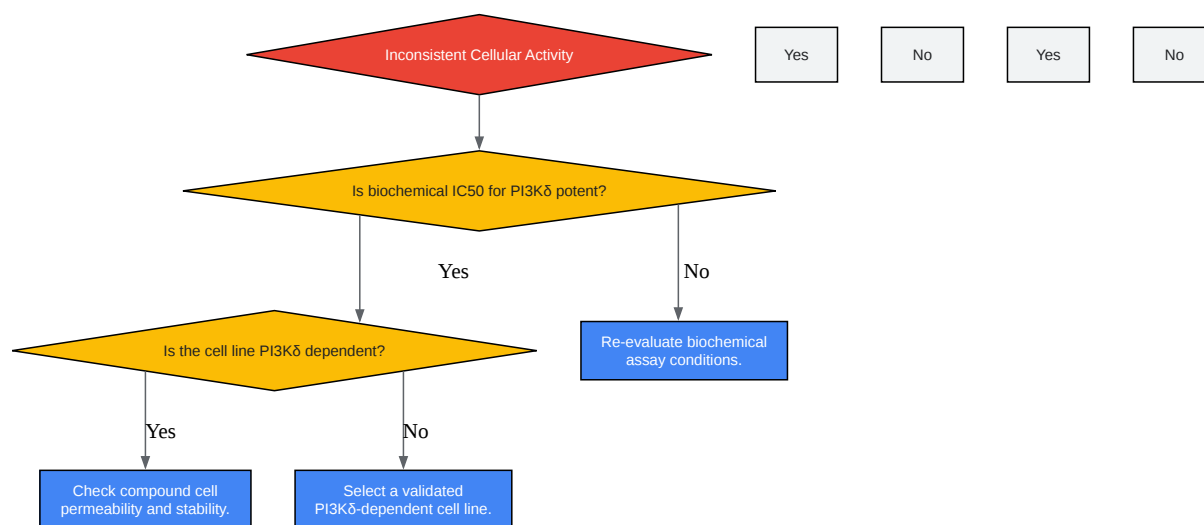 Inconsistent Cellular Activity
Yes
No
Yes
No
Is biochemical IC50 for PI3Kδ potent?
Yes
No
Is the cell line PI3Kδ dependent?
Re-evaluate biochemical
assay conditions.
Yes
No
Check compound cell
permeability and stability.
Select a validated
PI3Kδ-dependent cell line.